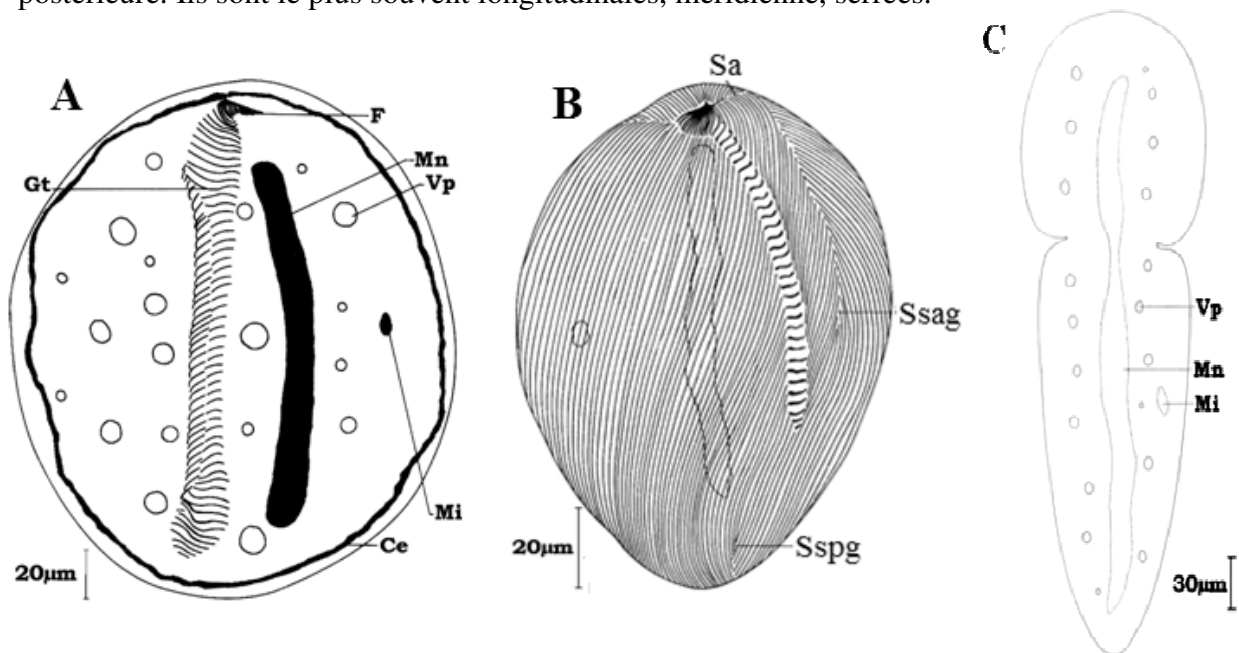 postérieure. Ils sont le plus souvent longitudinales, méridienne, serrées.
A
F
Mn
Vp
Gt
Mi
Ce
20µm
B
Sa
Ssag
Sspg
20µm
C
Vp
Mn
Mi
30µm